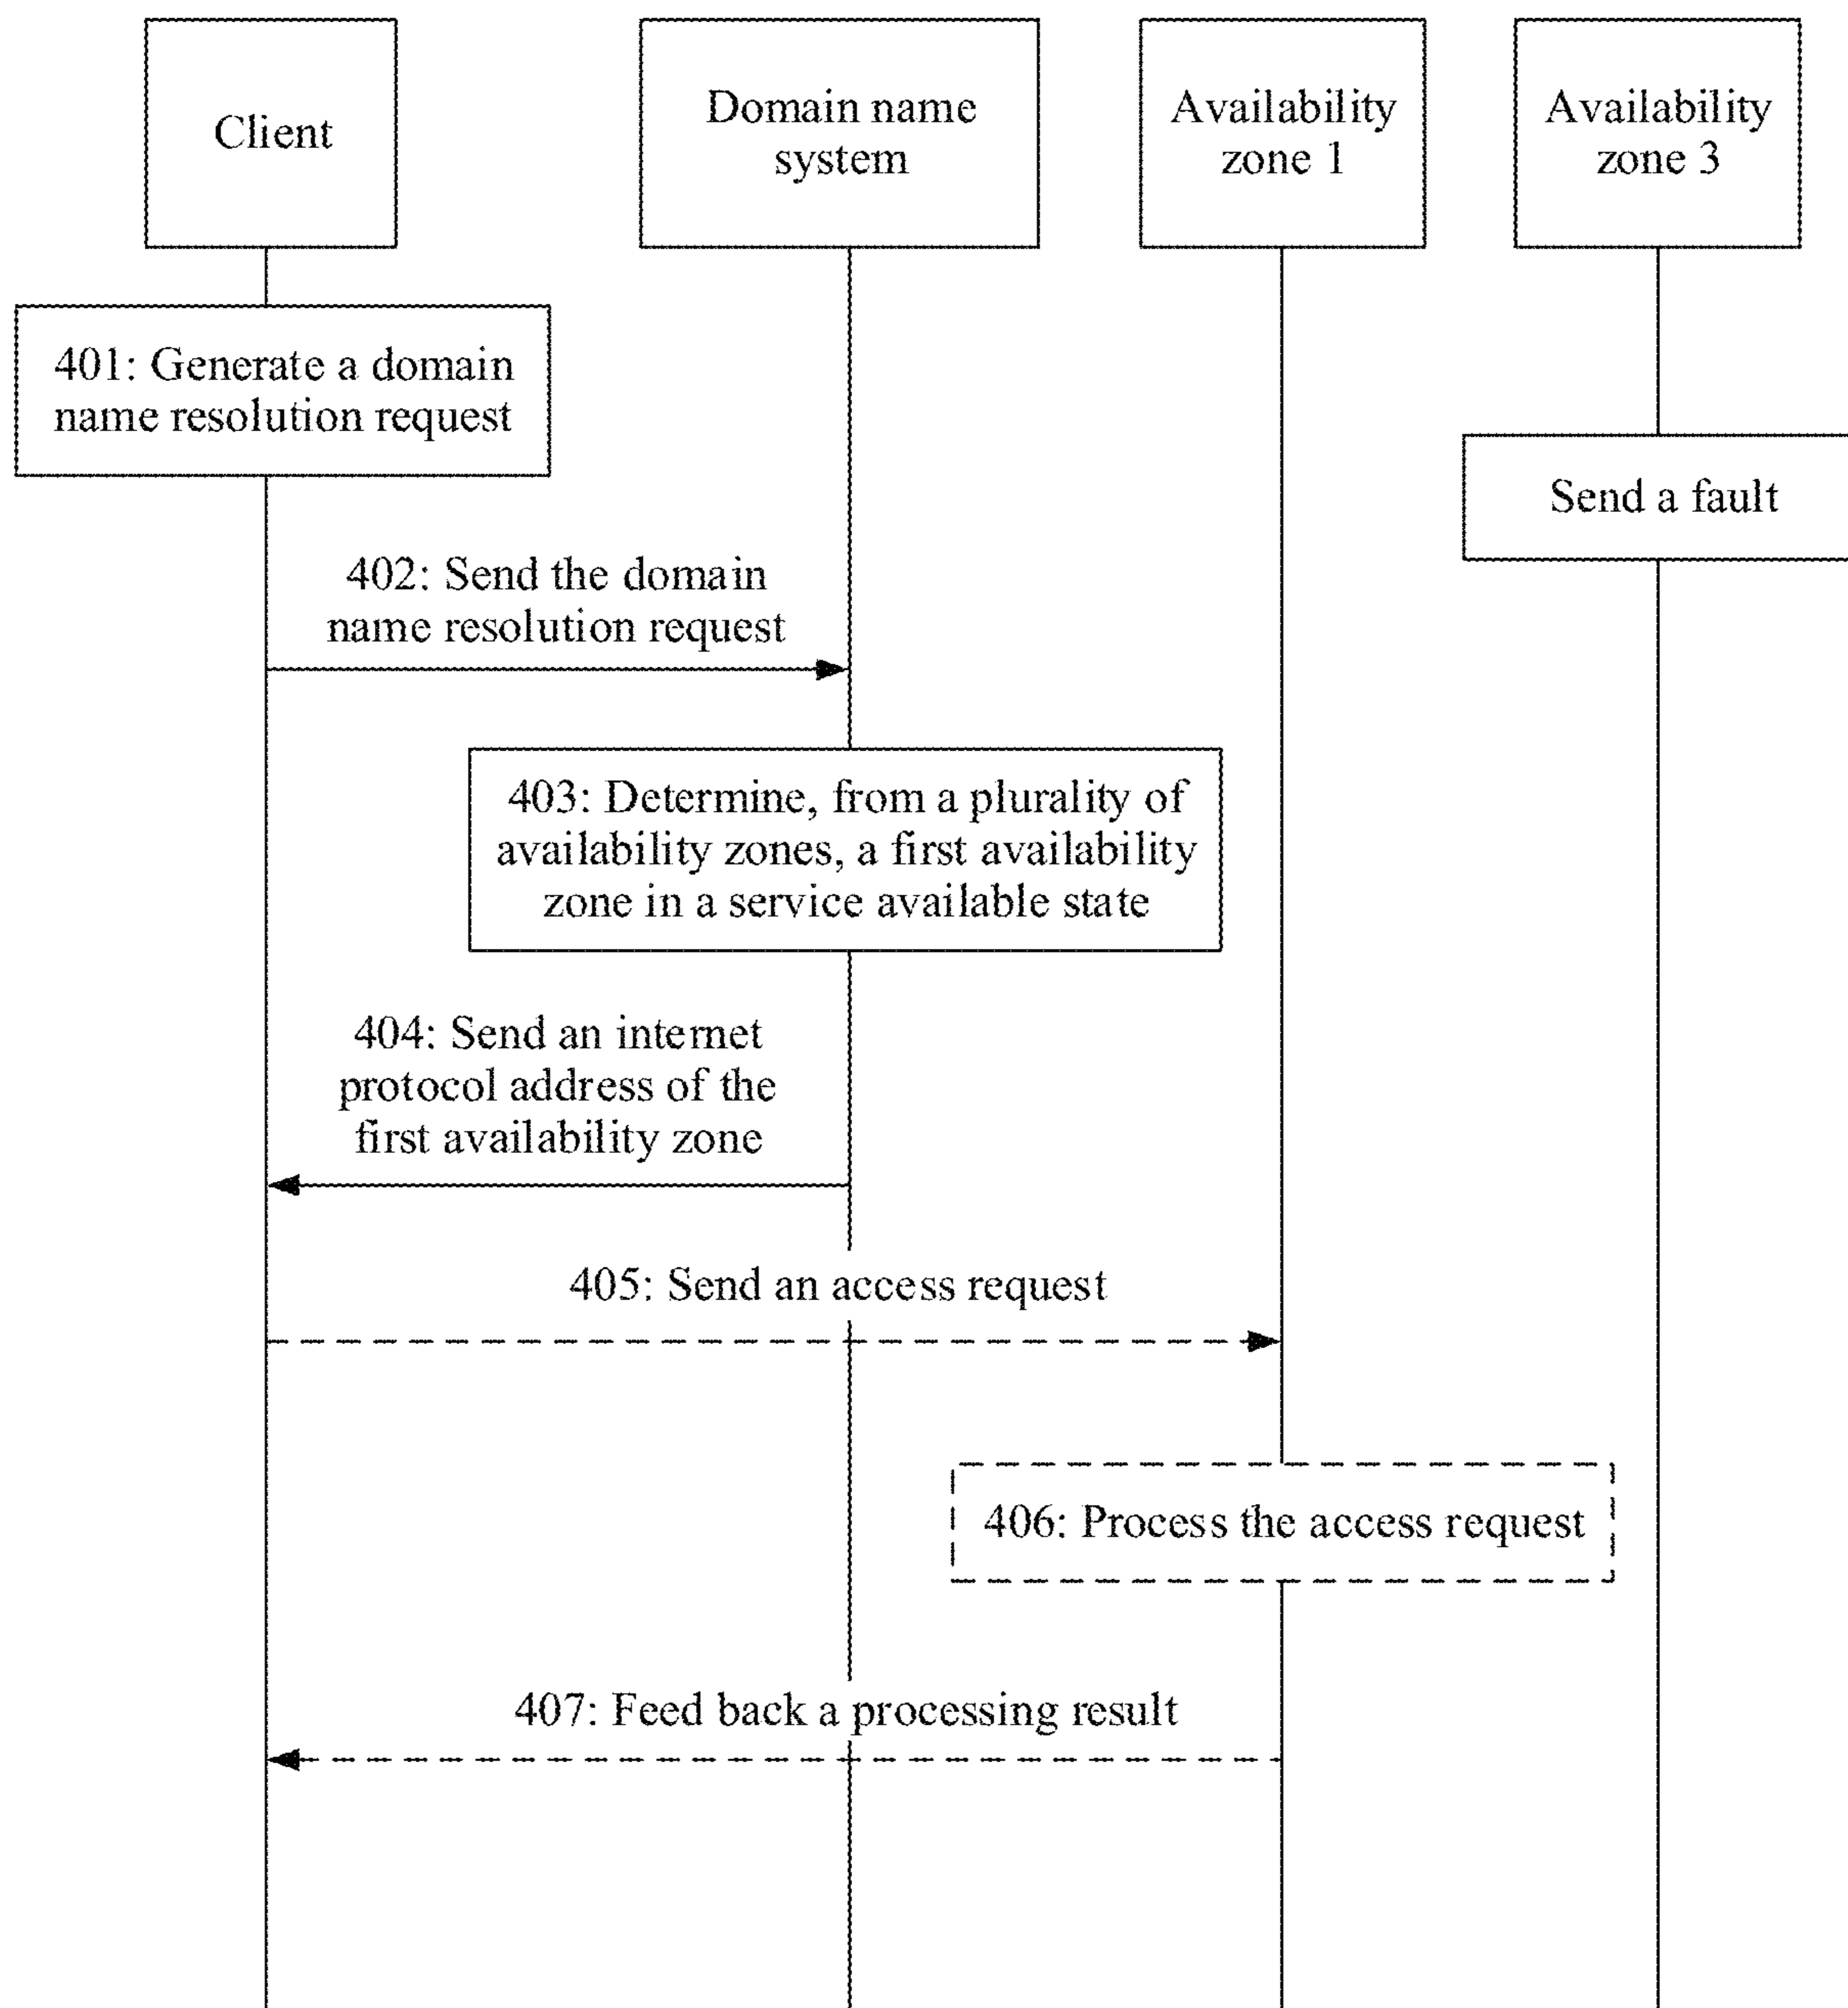 Client
Domain name
system
Availability
zone 1
Availability
zone 3
401: Generate a domain
name resolution request
Send a fault
402: Send the domain
name resolution request
403: Determine, from a plurality of
availability zones, a first availability
zone in a service available state
404: Send an internet
protocol address of the
first availability zone
405: Send an access request
406: Process the access request
407: Feed back a processing result